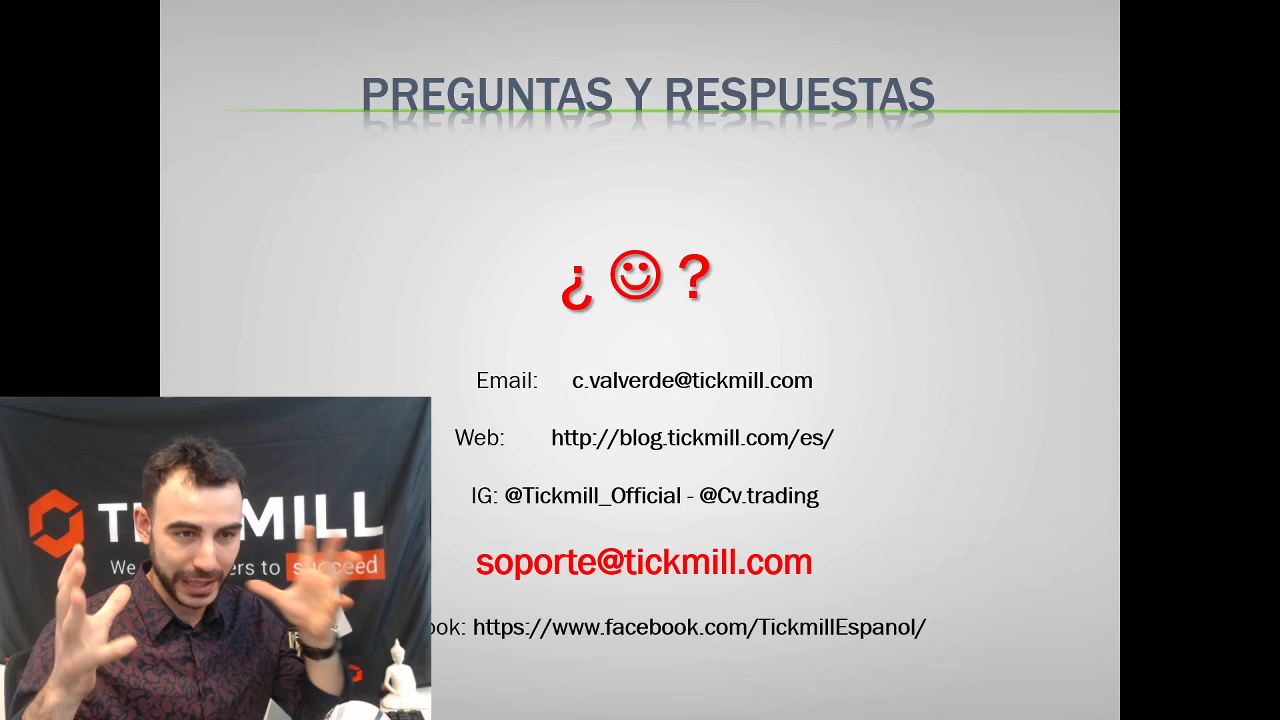 PREGUNTAS Y RESPUESTAS
¿ ?
Email: c.valverde@tickmill.com
Web: http://blog.tickmill.com/es/
IG: @Tickmill_Official - @Cv.trading
soporte@tickmill.com
ook: https://www.facebook.com/TickmillEspanol/
T MILL
We ers to succeed